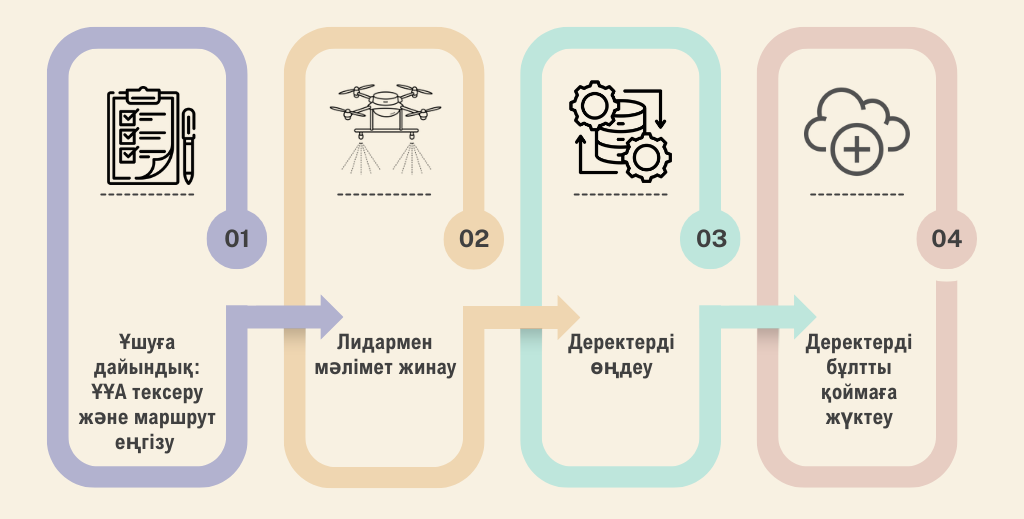 01
Ұшуға
дайындық:
ҰҰА тексеру
және маршрут
еңгізу
02
Лидармен
мәлімет жинау
03
Деректерді
өңдеу
04
Деректерді
бұлтты
қоймаға
жүктеу